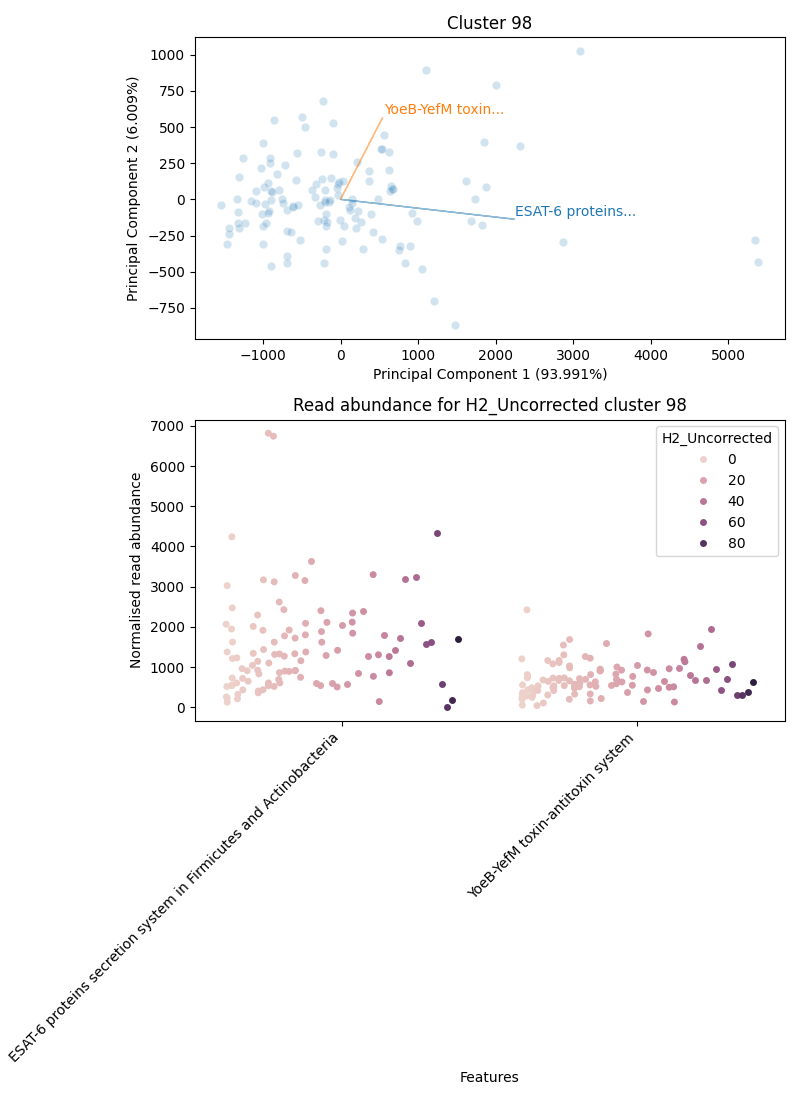 Cluster 98
Principal Component 2 (6.009%)
1000
750
500
250
0
−250
−500
−750
YoeB-YefM toxin...
ESAT-6 proteins...
−1000
0
1000
2000
3000
4000
5000
Principal Component 1 (93.991%)
Read abundance for H2_Uncorrected cluster 98
Normalised read abundance
7000
6000
5000
4000
3000
2000
1000
0
H2_Uncorrected
0
20
40
60
80
ESAT-6 proteins secretion system in Firmicutes and Actinobacteria
YoeB-YefM toxin-antitoxin system
Features